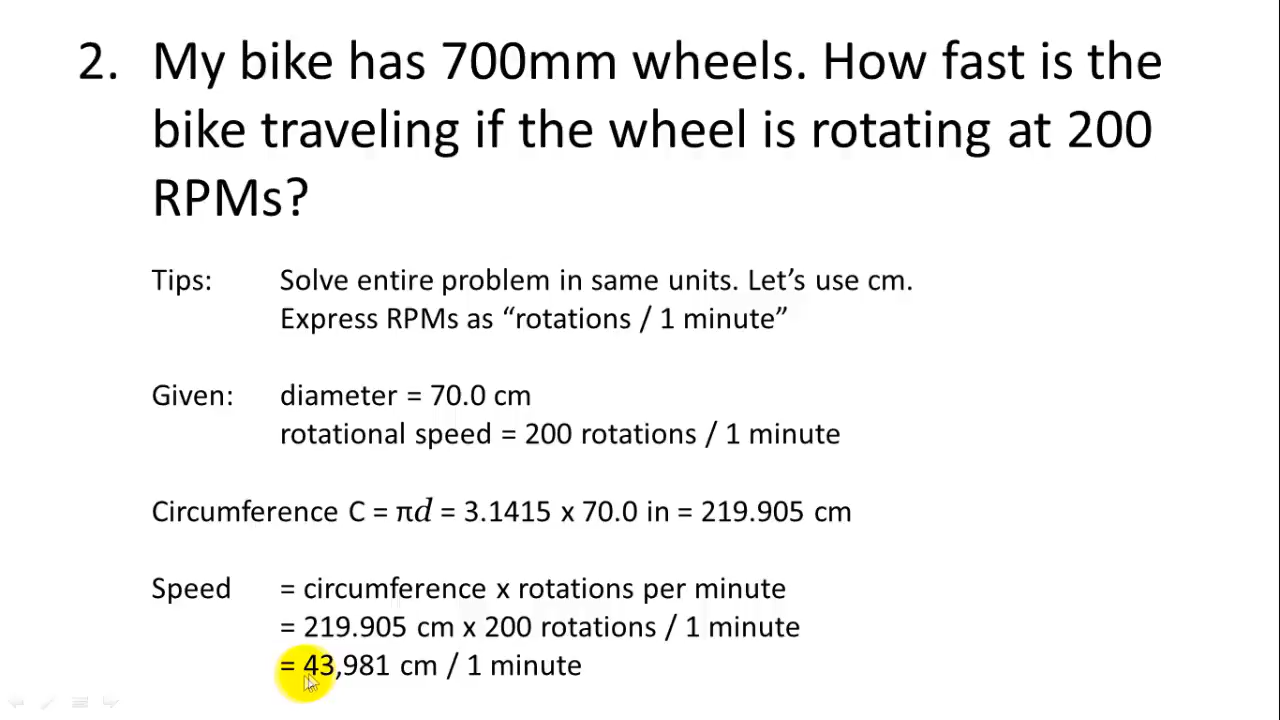 2. My bike has 700mm wheels. How fast is the
bike traveling if the wheel is rotating at 200
RPMs?
Tips: Solve entire problem in same units. Let’s use cm.
Express RPMs as “rotations / 1 minute”
Given: diameter = 70.0 cm
rotational speed = 200 rotations / 1 minute
Circumference C = π𝑑 = 3.1415 x 70.0 in = 219.905 cm
Speed = circumference x rotations per minute
= 219.905 cm x 200 rotations / 1 minute
= 43,981 cm / 1 minute